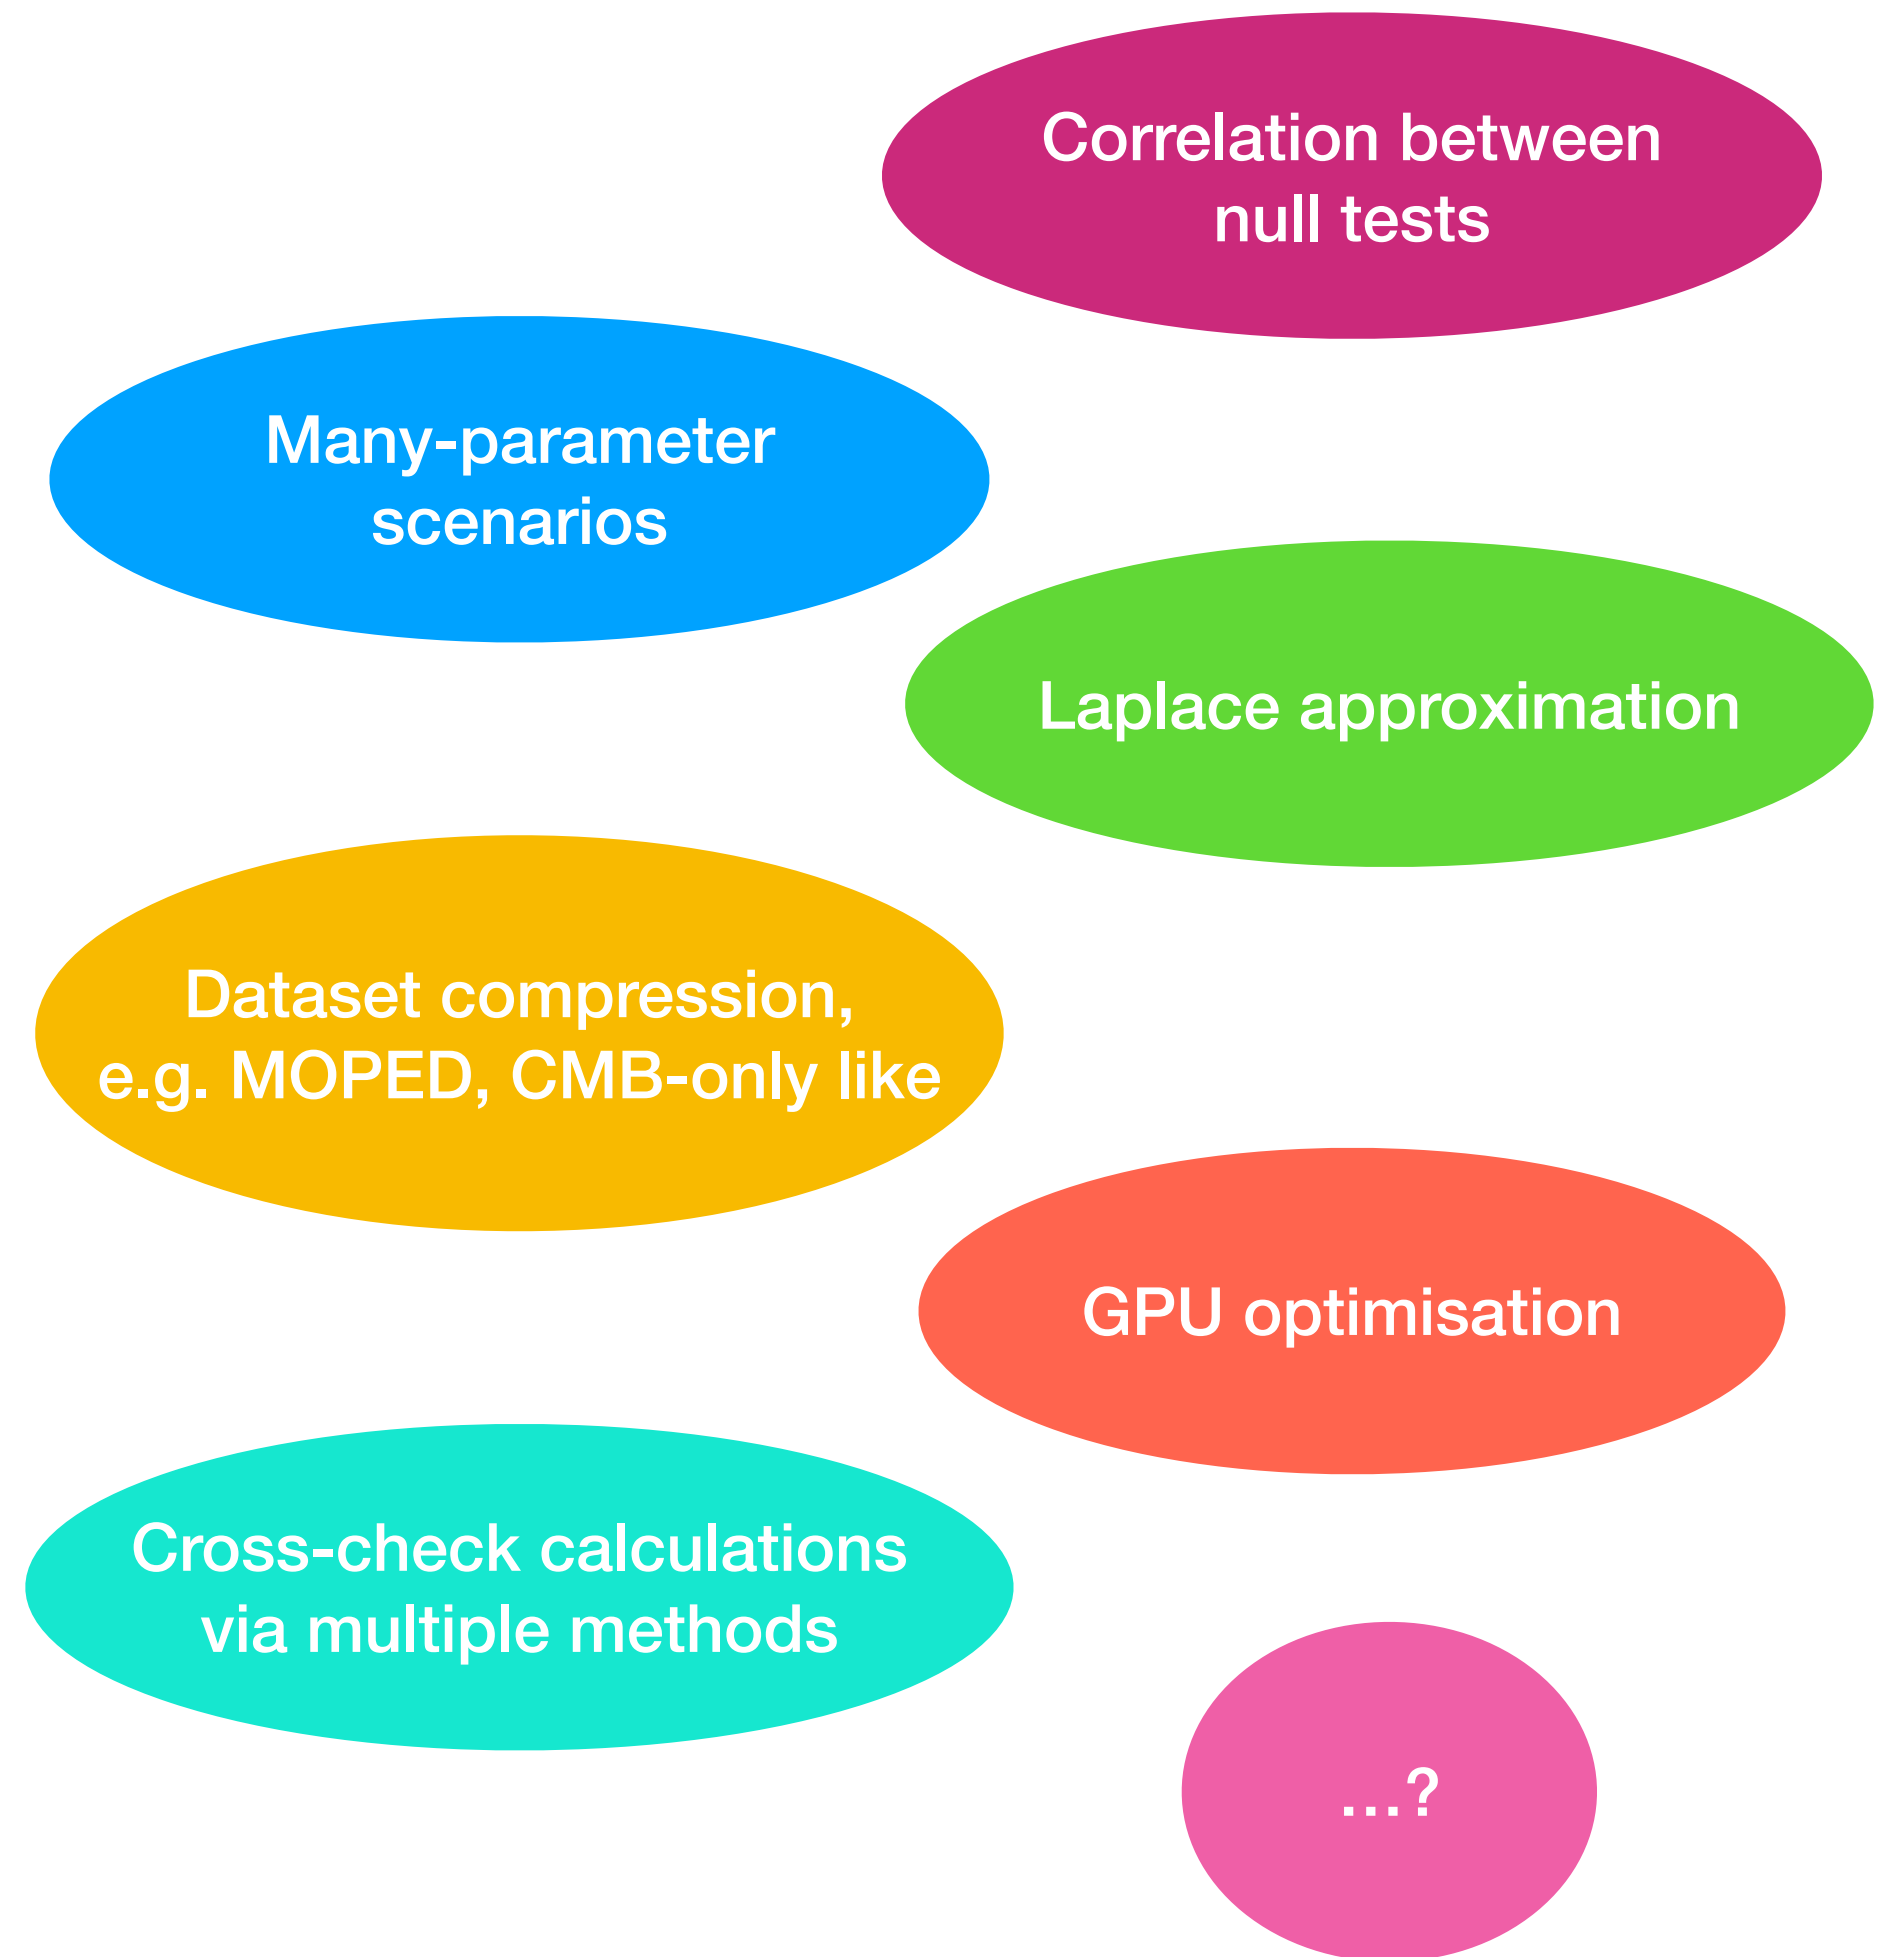 Correlation between
null tests
Many-parameter
scenarios
Laplace approximation
Dataset compression,
e.g. MOPED, CMB-only like
GPU optimisation
Cross-check calculations
via multiple methods
...?